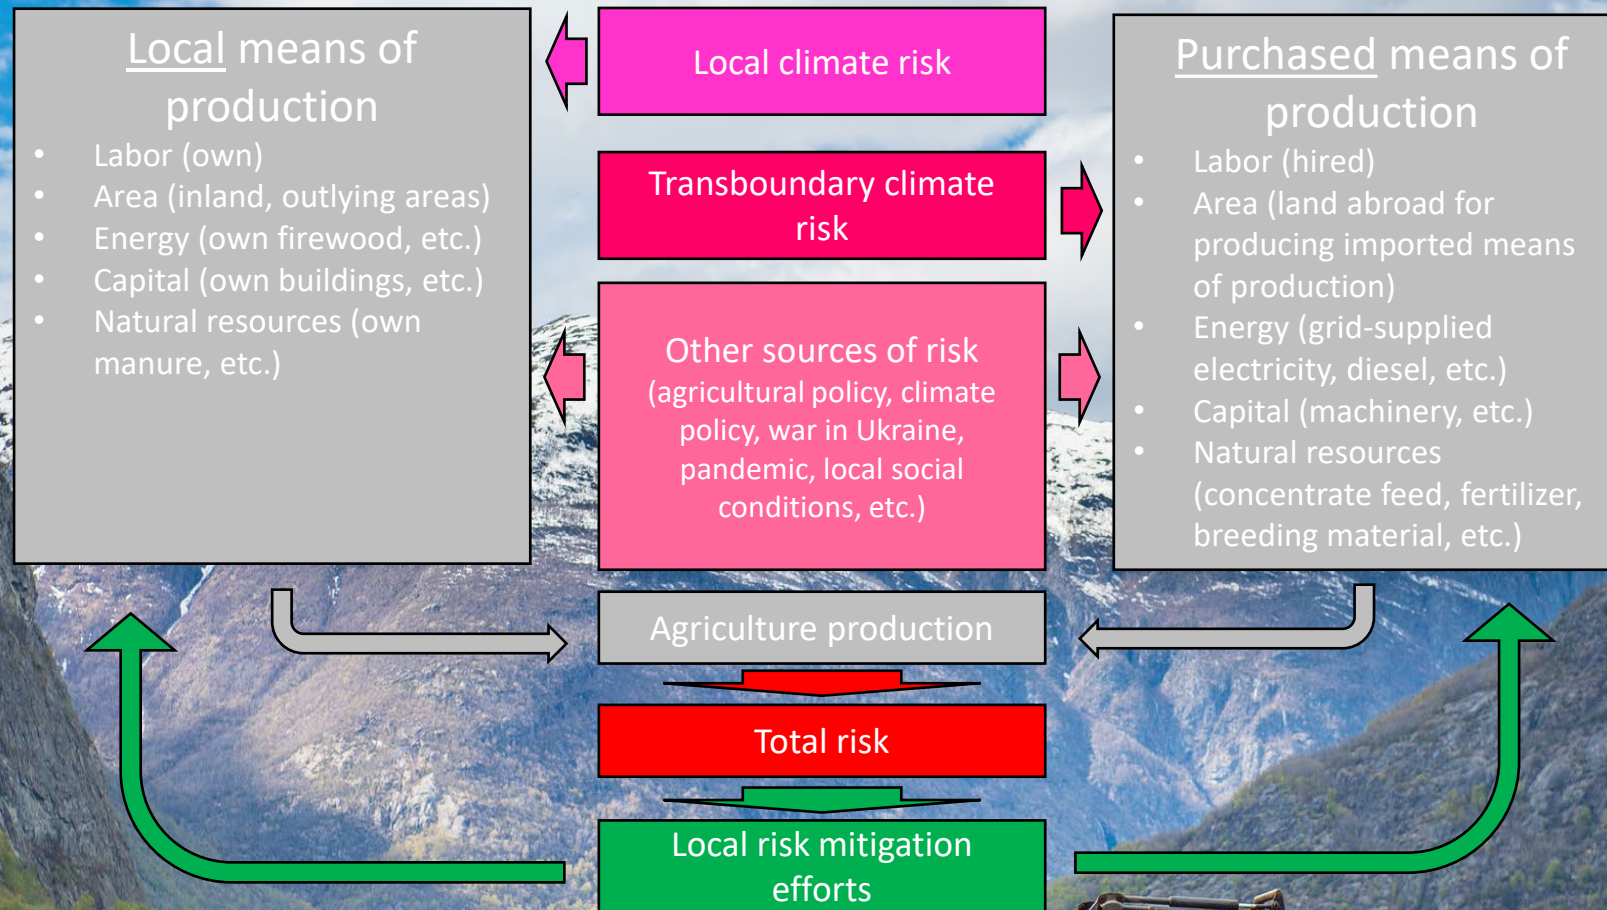 Local means of
production
• Labor (own)
• Area (inland, outlying areas)
• Energy (own firewood, etc.)
• Capital (own buildings, etc.)
• Natural resources (own
manure, etc.)
Local climate risk
Transboundary climate
risk
Other sources of risk
(agricultural policy, climate
policy, war in Ukraine,
pandemic, local social
conditions, etc.)
Purchased means of
production
• Labor (hired)
• Area (land abroad for
producing imported means
of production)
• Energy (grid-supplied
electricity, diesel, etc.)
• Capital (machinery, etc.)
• Natural resources
(concentrate feed, fertilizer,
breeding material, etc.)
Agriculture production
Total risk
Local risk mitigation
efforts